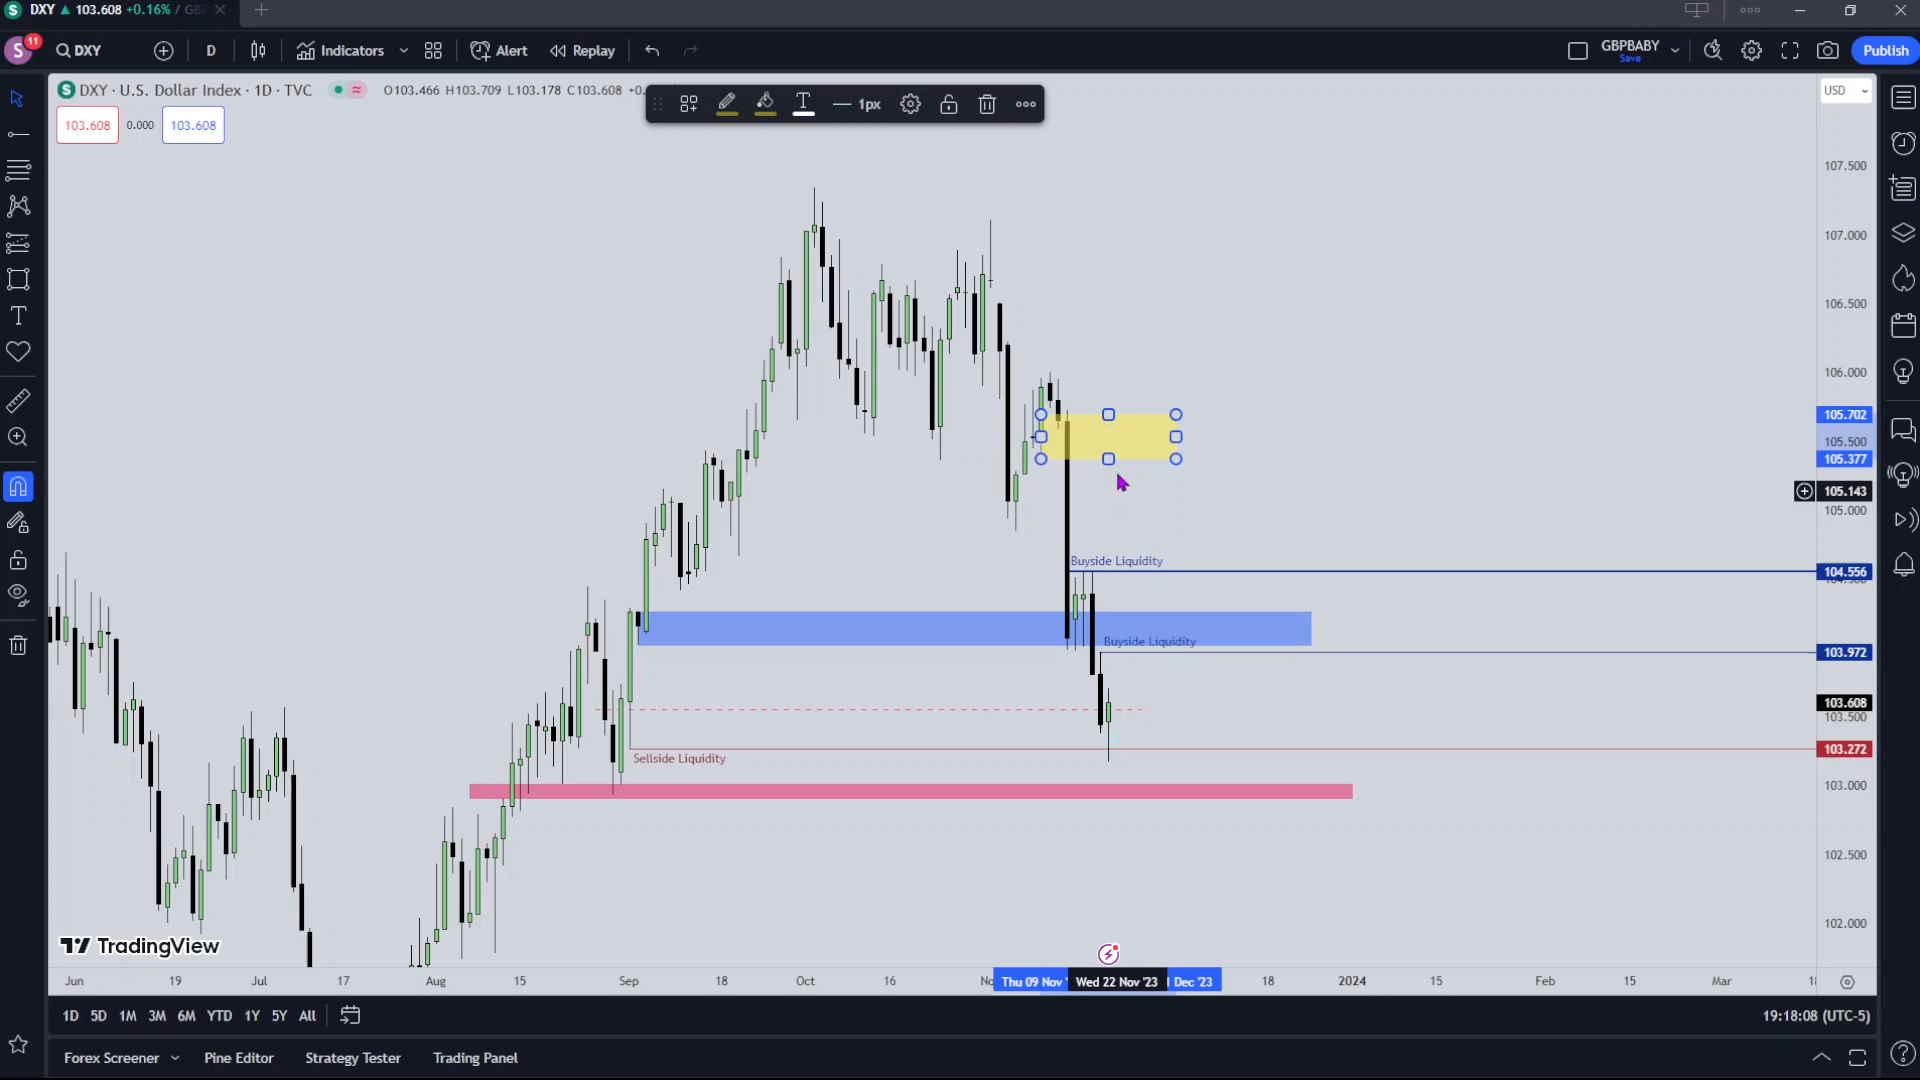 DXY ▲ 103.608 +0.16% / GBP
S 11 DXY D Indicators Alert Replay GBPBABY Save Publish
DXY · U.S. Dollar Index · 1D · TVC O103.466 H103.709 L103.178 C103.608 +0.
1px
USD
103.608 0.000 103.608
107.500
107.000
106.500
106.000
105.702
105.500
105.377
105.143
105.000
Buyside Liquidity
104.556
Buyside Liquidity
103.972
103.608
103.500
103.272
Sellside Liquidity
103.000
102.500
102.000
TradingView
Jun 19 Jul 17 Aug 15 Sep 18 Oct 16 No Thu 09 Nov ' Wed 22 Nov '23 Dec '23 18 2024 15 Feb 15 Mar
1D 5D 1M 3M 6M YTD 1Y 5Y All 19:18:08 (UTC-5)
Forex Screener Pine Editor Strategy Tester Trading Panel